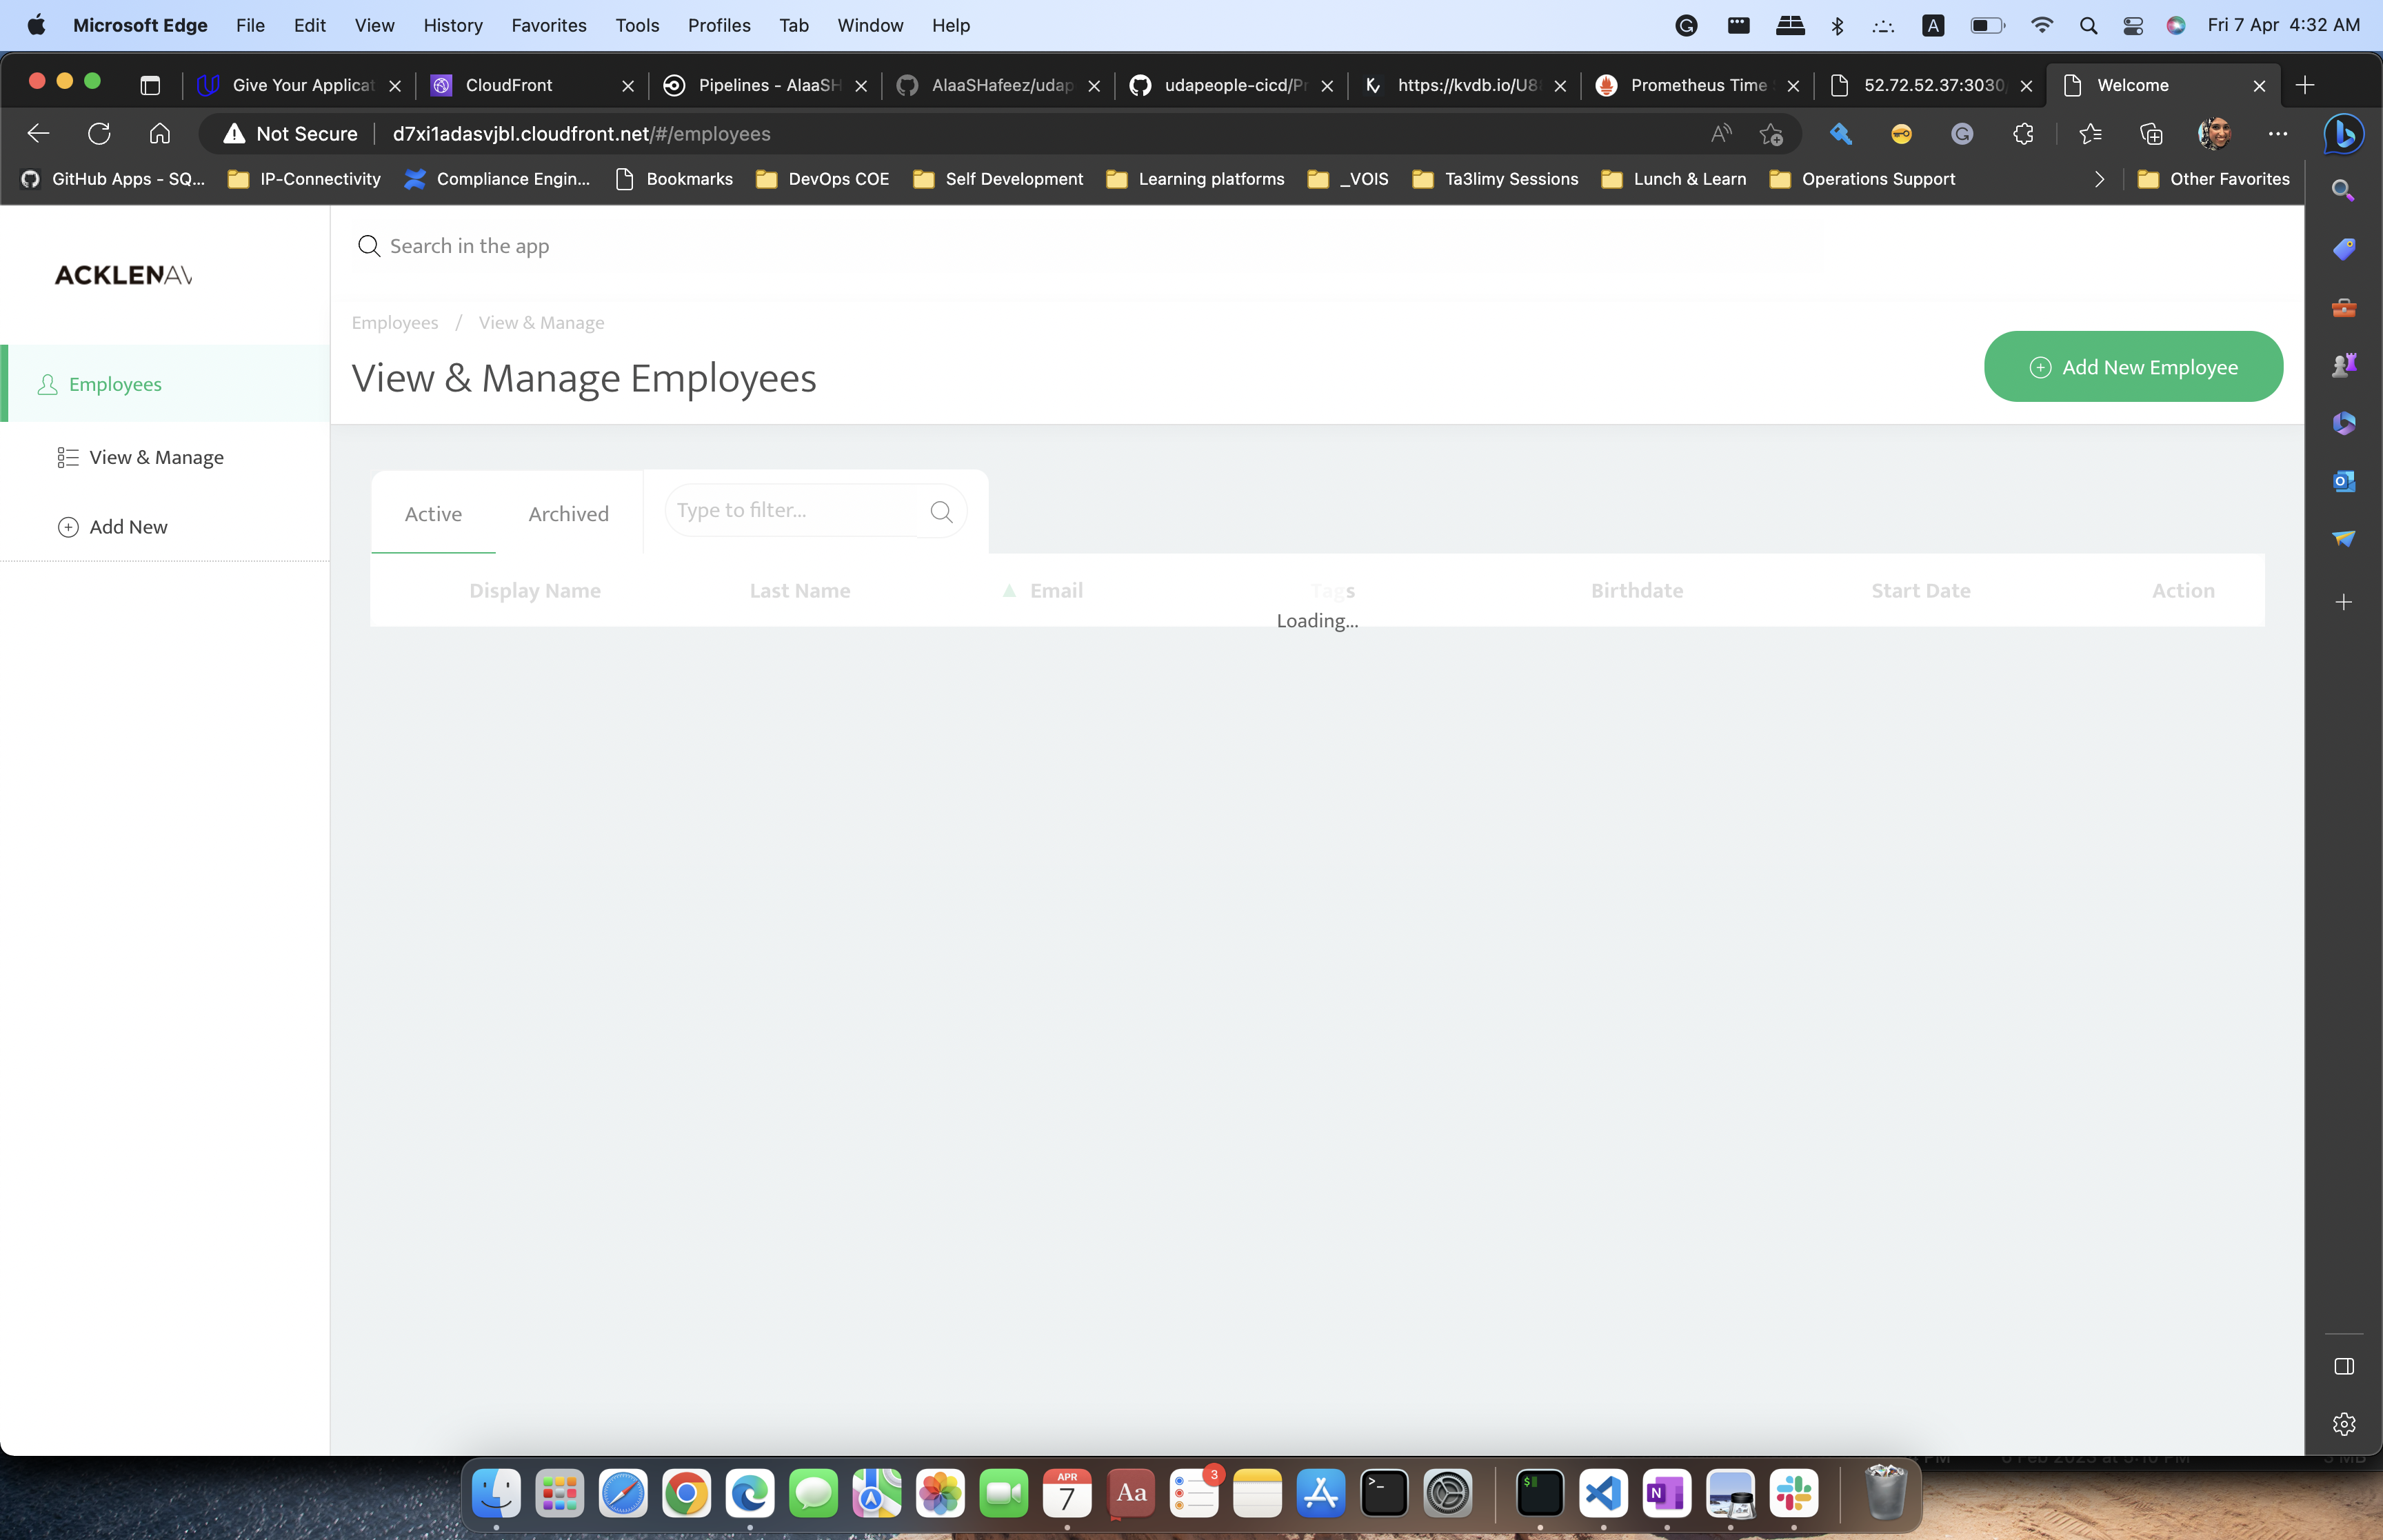 Microsoft Edge File Edit View History Favorites Tools Profiles Tab Window Help A Fri 7 Apr 4:32 AM
Give Your Applicat CloudFront Pipelines - AlaaSH AlaaSHafeez/udap udapeople-cicd/Pr https://kvdb.io/U8 Prometheus Time 52.72.52.37:3030 Welcome
Not Secure d7xi1adasvjbl.cloudfront.net/#/employees
GitHub Apps - SQ... IP-Connectivity Compliance Engin... Bookmarks DevOps COE Self Development Learning platforms _VOIS Ta3limy Sessions Lunch & Learn Operations Support Other Favorites
Search in the app
ACKLENAV
Employees / View & Manage
View & Manage Employees
Add New Employee
Employees
View & Manage
Add New
Active Archived Type to filter...
Display Name Last Name Email Tags Birthdate Start Date Action
Loading...
APR
7
Aa
3